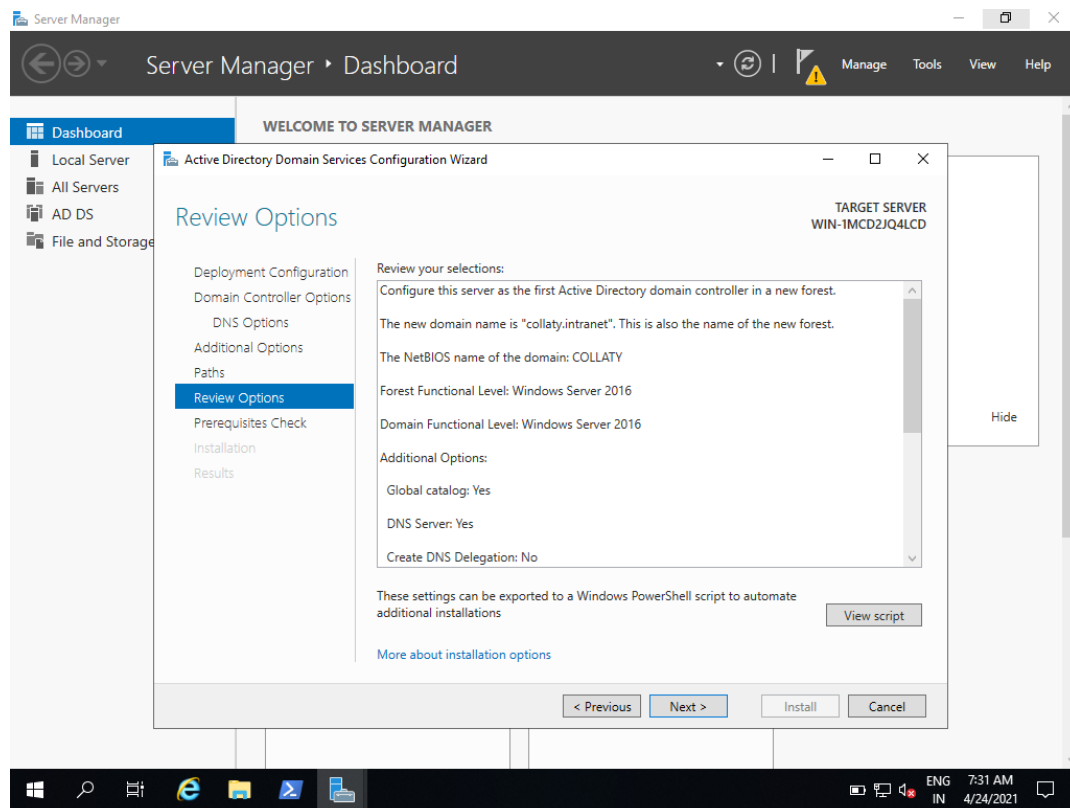 Server Manager
Server Manager • Dashboard
Manage Tools View Help
Dashboard
Local Server
All Servers
AD DS
File and Storage
WELCOME TO SERVER MANAGER
Hide
Active Directory Domain Services Configuration Wizard
Review Options
TARGET SERVER
WIN-1MCD2JQ4LCD
Deployment Configuration
Domain Controller Options
DNS Options
Additional Options
Paths
Review Options
Prerequisites Check
Installation
Results
Review your selections:
Configure this server as the first Active Directory domain controller in a new forest.
The new domain name is "collaty.intranet". This is also the name of the new forest.
The NetBIOS name of the domain: COLLATY
Forest Functional Level: Windows Server 2016
Domain Functional Level: Windows Server 2016
Additional Options:
Global catalog: Yes
DNS Server: Yes
Create DNS Delegation: No
These settings can be exported to a Windows PowerShell script to automate
additional installations
View script
More about installation options
< Previous Next > Install Cancel
ENG 7:31 AM
IN 4/24/2021